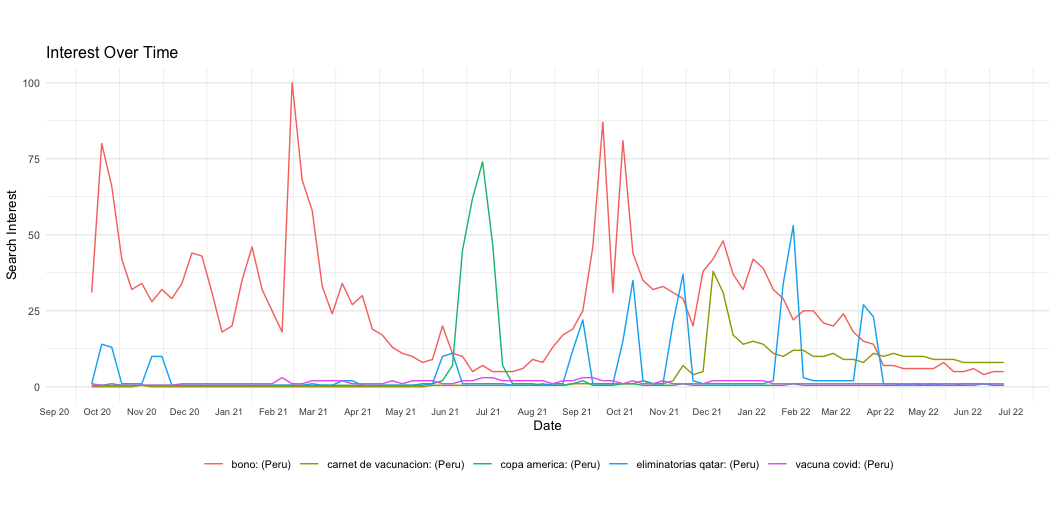 Interest Over Time
Search Interest
100
75
50
25
0
Sep 20 Oct 20 Nov 20 Dec 20 Jan 21 Feb 21 Mar 21 Apr 21 May 21 Jun 21 Jul 21 Aug 21 Sep 21 Oct 21 Nov 21 Dec 21 Jan 22 Feb 22 Mar 22 Apr 22 May 22 Jun 22 Jul 22
Date
bono: (Peru) carnet de vacunacion: (Peru) copa america: (Peru) eliminatorias qatar: (Peru) vacuna covid: (Peru)